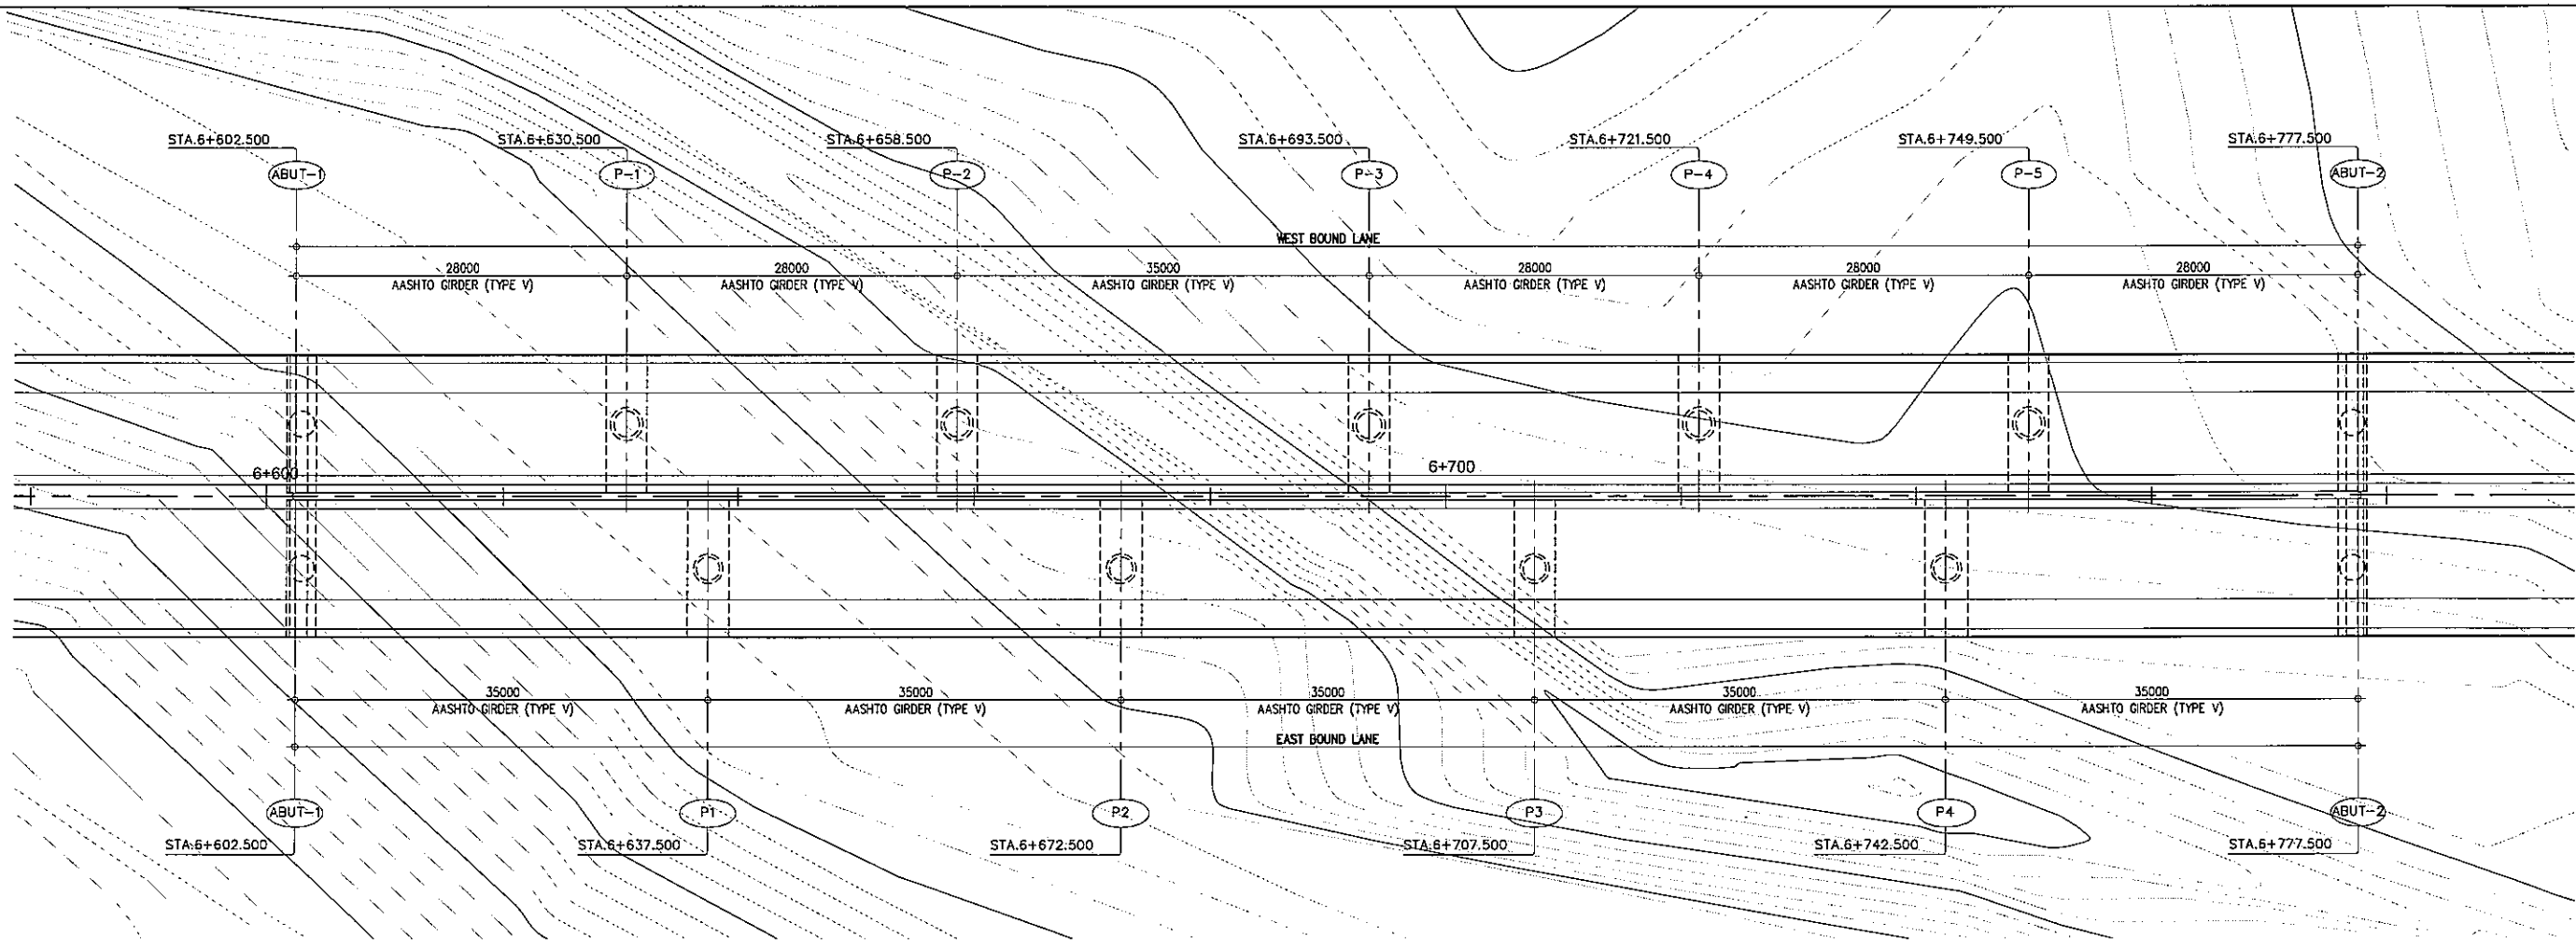 STA.6+602.500
STA.6+630.500
STA.6+658.500
STA.6+693.500
STA.6+721.500
STA.6+749.500
STA.6+777.500
ABUT-1
P-1
P-2
P-3
P-4
P-5
ABUT-2
WEST BOUND LANE
28000
28000
35000
28000
28000
28000
AASHTO GIRDER (TYPE V)
AASHTO GIRDER (TYPE V)
AASHTO GIRDER (TYPE V)
AASHTO GIRDER (TYPE V)
AASHTO GIRDER (TYPE V)
AASHTO GIRDER (TYPE V)
6+600
6+700
35000
35000
35000
35000
35000
AASHTO GIRDER (TYPE V)
AASHTO GIRDER (TYPE V)
AASHTO GIRDER (TYPE V)
AASHTO GIRDER (TYPE V)
AASHTO GIRDER (TYPE V)
EAST BOUND LANE
ABUT-1
P1
P2
P3
P4
ABUT-2
STA.6+602.500
STA.6+637.500
STA.6+672.500
STA.6+707.500
STA.6+742.500
STA.6+777.500